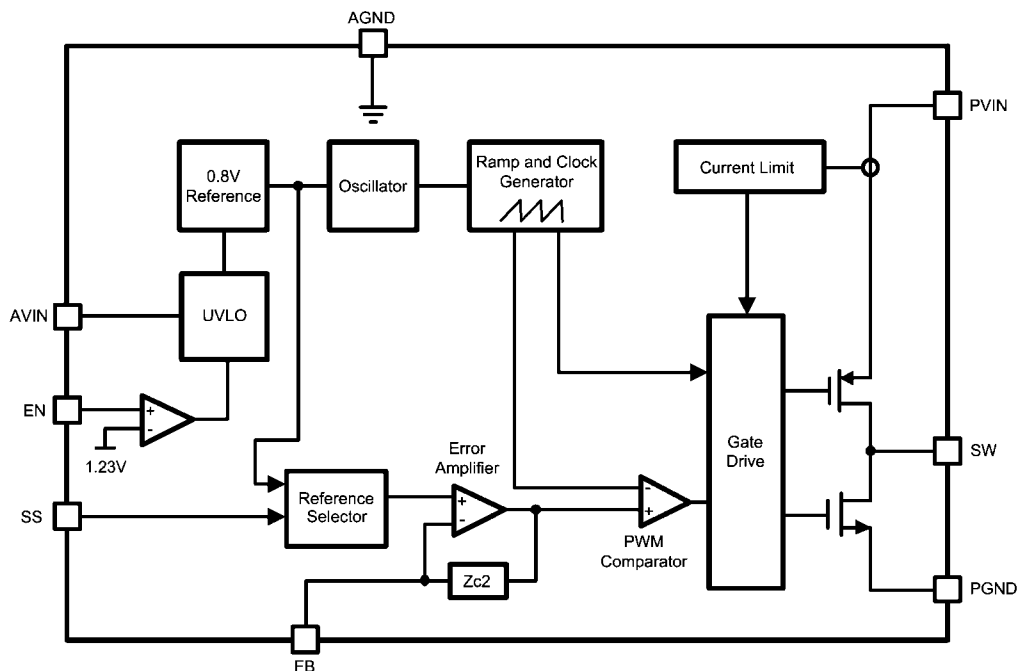 AGND
PVIN
0.8V
Reference
Oscillator
Ramp and Clock
Generator
Current Limit
AVIN
UVLO
EN
+
-
1.23V
Error
Amplifier
Gate
Drive
SW
SS
Reference
Selector
+
-
-
+
PWM
Comparator
Zc2
PGND
FB